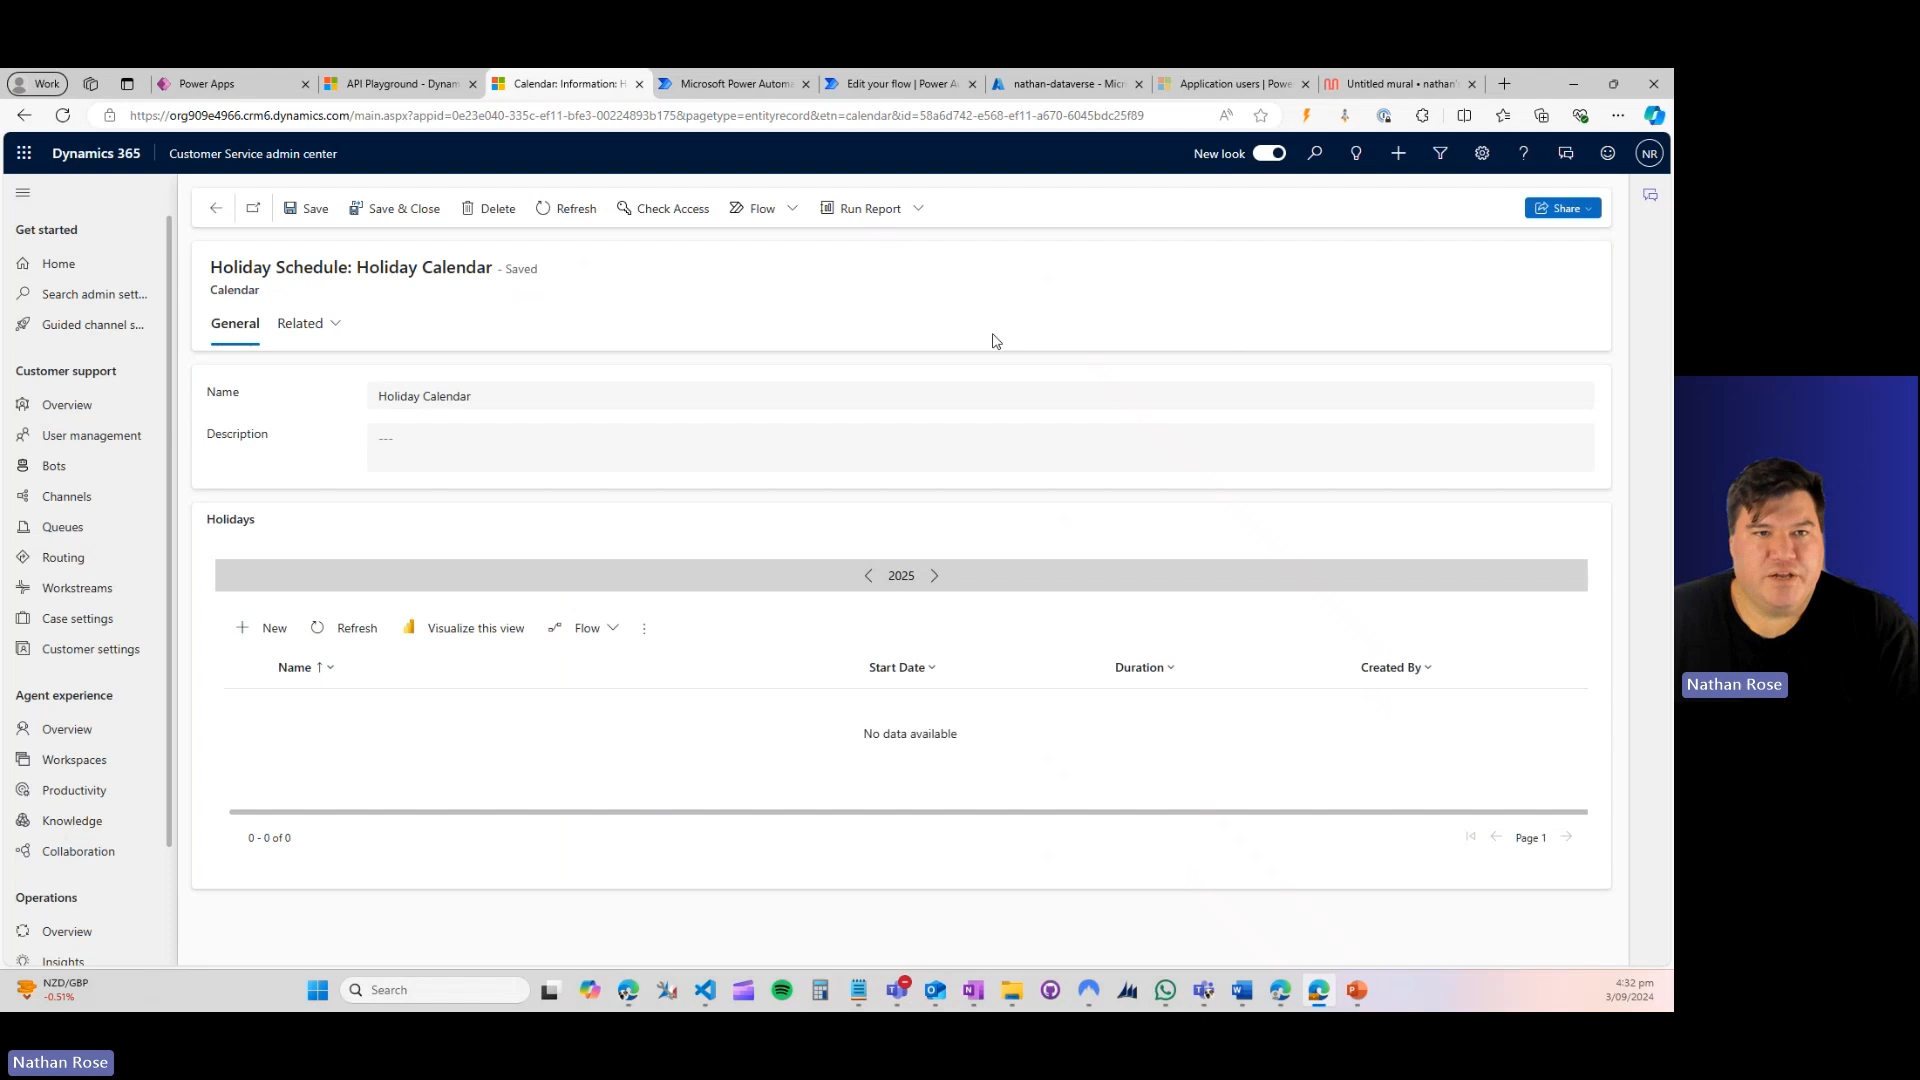 Work
Power Apps
API Playground - Dynam
Calendar: Information: H
Microsoft Power Automa
Edit your flow | Power Au
nathan-dataverse - Micr
Application users | Powe
Untitled mural • nathan's
https://org909e4966.crm6.dynamics.com/main.aspx?appid=0e23e040-335c-ef11-bfe3-00224893b175&pagetype=entityrecord&etn=calendar&id=58a6d742-e568-ef11-a670-6045bdc25f89
Dynamics 365
Customer Service admin center
New look
NR
Save
Save & Close
Delete
Refresh
Check Access
Flow
Run Report
Share
Get started
Home
Search admin sett...
Guided channel s...
Customer support
Overview
User management
Bots
Channels
Queues
Routing
Workstreams
Case settings
Customer settings
Agent experience
Overview
Workspaces
Productivity
Knowledge
Collaboration
Operations
Overview
Insights
Holiday Schedule: Holiday Calendar - Saved
Calendar
General
Related
Name
Holiday Calendar
Description
---
Holidays
2025
New
Refresh
Visualize this view
Flow
Name
Start Date
Duration
Created By
No data available
0 - 0 of 0
Page 1
NZD/GBP
-0.51%
Search
4:32 pm
3/09/2024
Nathan Rose
Nathan Rose